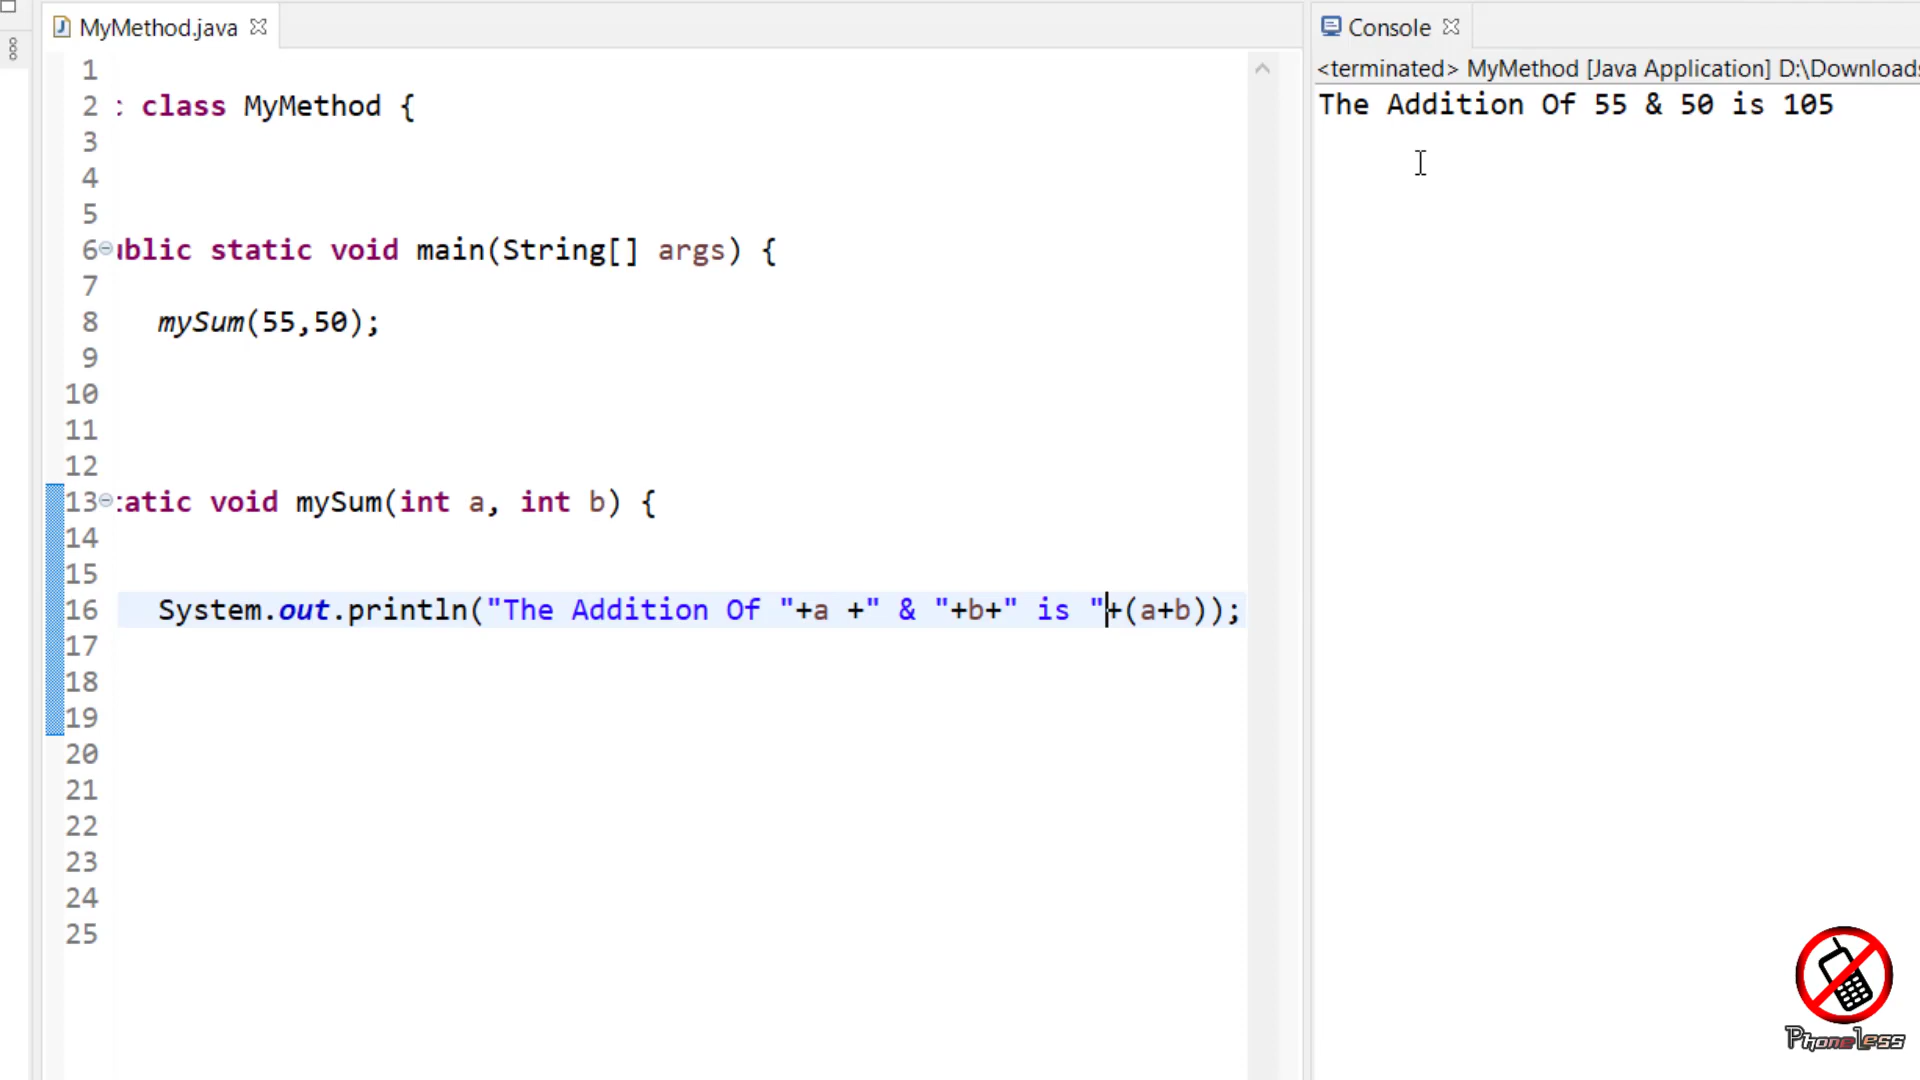 MyMethod.java
1
2 : class MyMethod {
3
4
5
6 ublic static void main(String[] args) {
7
8 mySum(55,50);
9
10
11
12
13 tatic void mySum(int a, int b) {
14
15
16 System.out.println("The Addition Of "+a +" & "+b+" is "+(a+b));
17
18
19
20
21
22
23
24
25
Console
<terminated> MyMethod [Java Application] D:\Downloads
The Addition Of 55 & 50 is 105
Phoneless